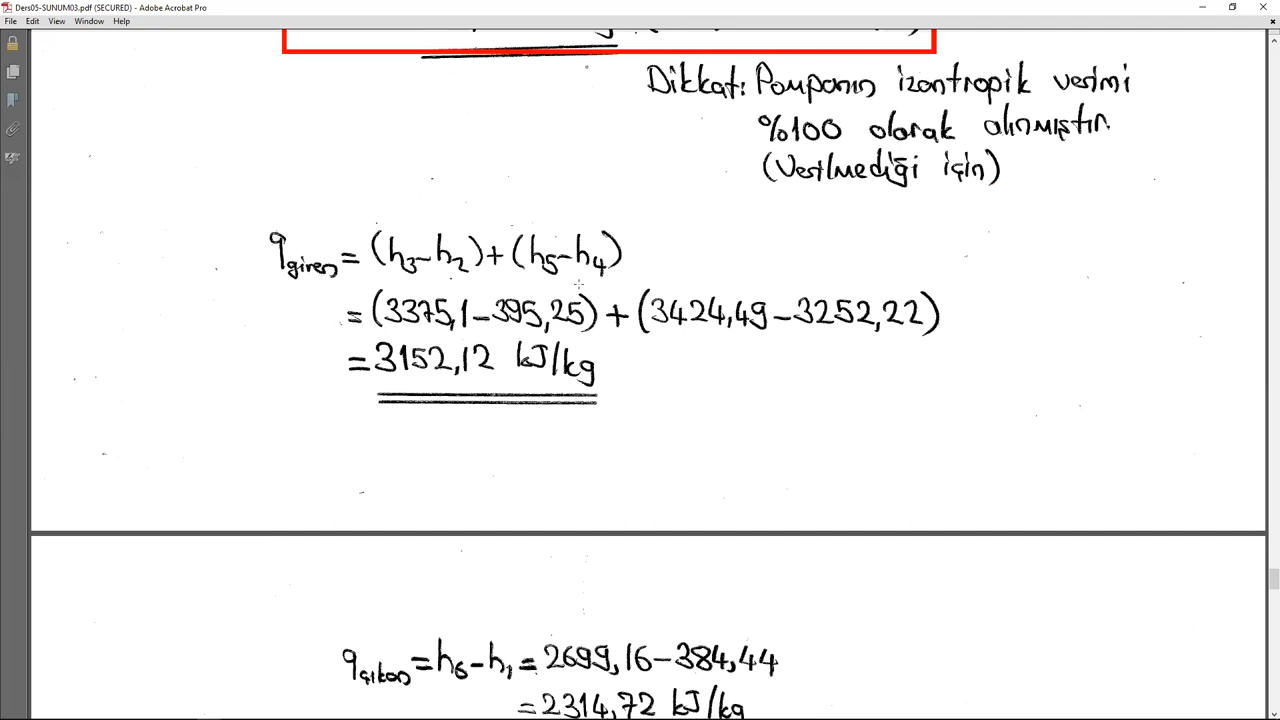 Ders05-SUNUM03.pdf (SECURED) - Adobe Acrobat Pro
File Edit View Window Help
Dikkat: Pompanın izontropik verimi
%100 olarak alınmıştır.
(Verilmediği için)
qgiren = (h3-h2)+(h5-h4)
= (3375,1-395,25) + (3424,49-3252,22)
= 3152,12 kJ/kg
qçıkan = h6-h1 = 2699,16-384,44
= 2314,72 kJ/kg